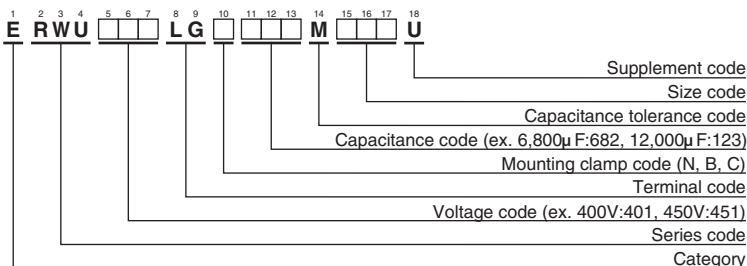 1 2 3 4 5 6 7 8 9 10 11 12 13 14 15 16 17 18
E RWU □□□ LG □ □□□ M □□□ U
Supplement code
Size code
Capacitance tolerance code
Capacitance code (ex. 6,800µF:682, 12,000µF:123)
Mounting clamp code (N, B, C)
Terminal code
Voltage code (ex. 400V:401, 450V:451)
Series code
Category